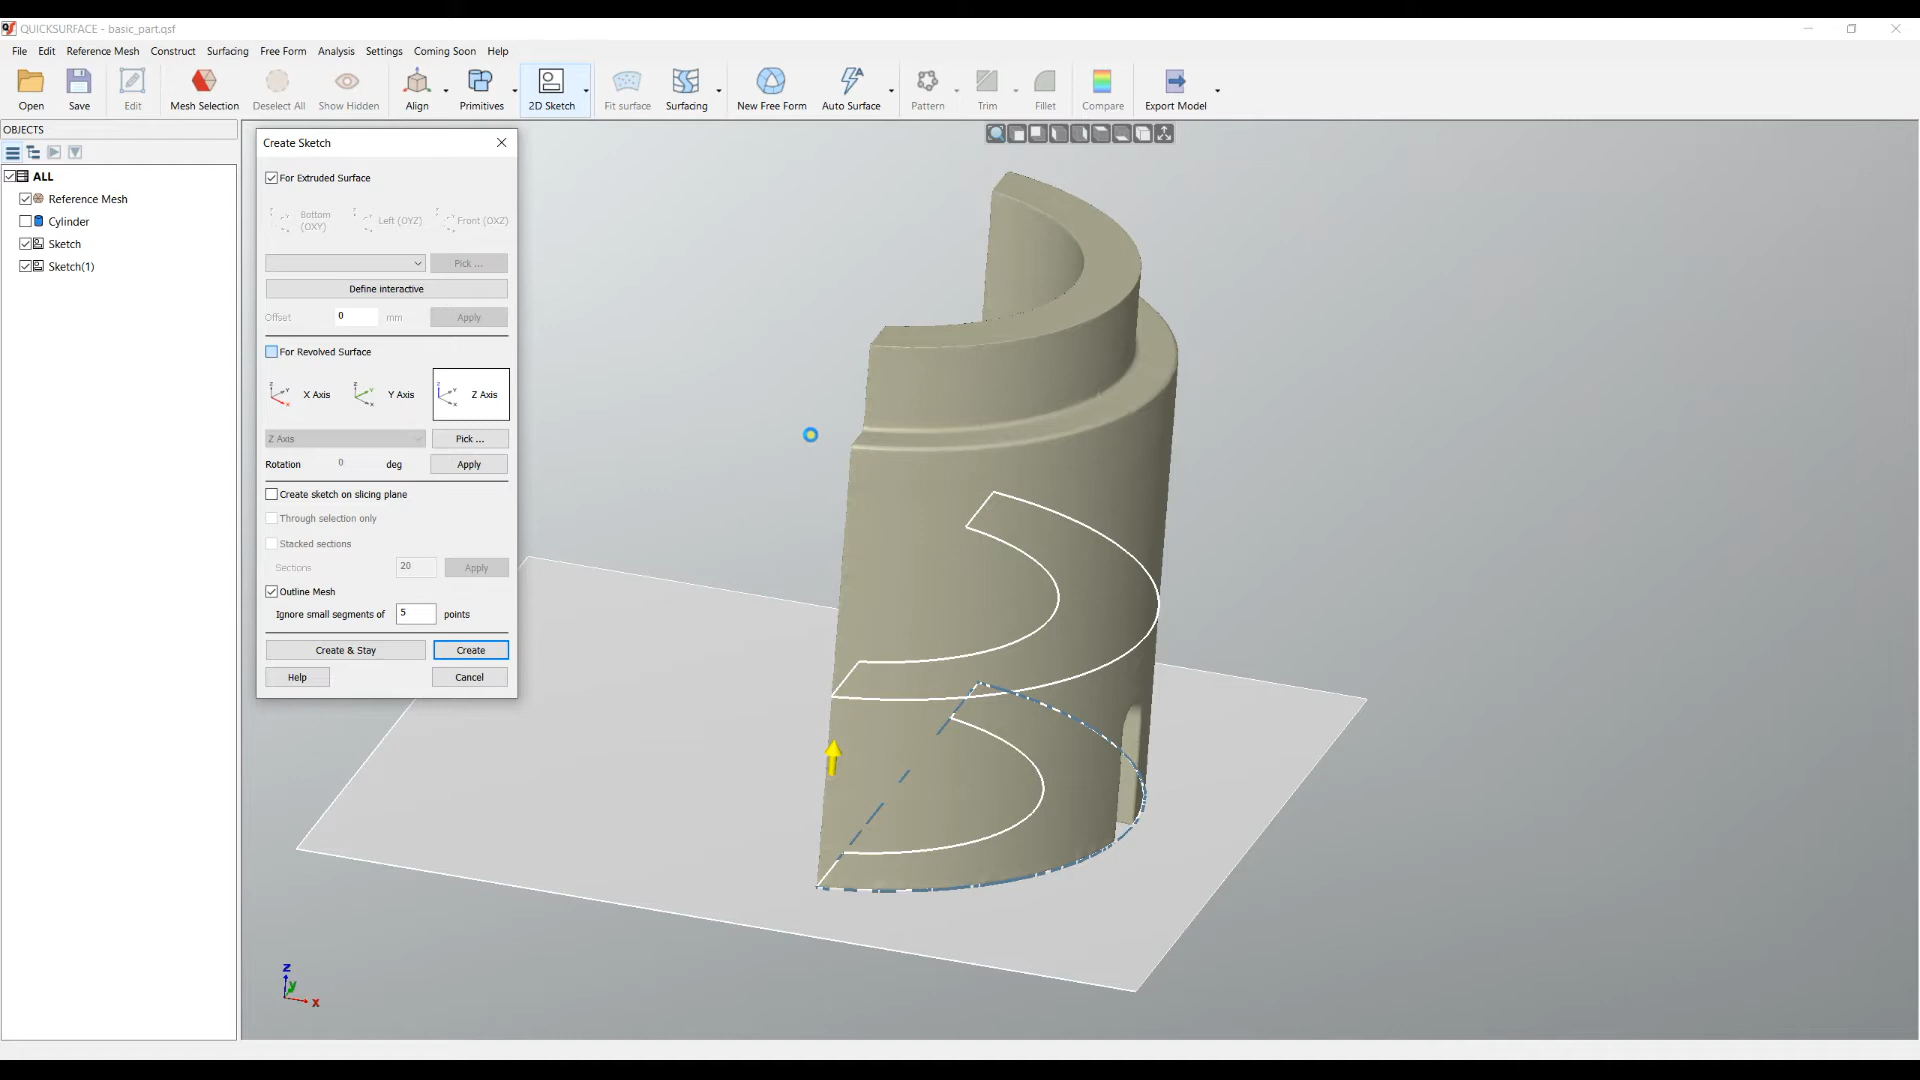 QUICKSURFACE - basic_part.qsf
File Edit Reference Mesh Construct Surfacing Free Form Analysis Settings Coming Soon Help
Open Save Edit Mesh Selection Deselect All Show Hidden Align Primitives 2D Sketch Fit surface Surfacing New Free Form Auto Surface Pattern Trim Fillet Compare Export Model
OBJECTS
ALL
Reference Mesh
Cylinder
Sketch
Sketch(1)
Create Sketch
For Extruded Surface
Bottom (OXY) Left (OYZ) Front (OXZ)
Pick ...
Define interactive
Offset 0 mm Apply
For Revolved Surface
X Axis Y Axis Z Axis
Z Axis Pick ...
Rotation 0 deg Apply
Create sketch on slicing plane
Through selection only
Stacked sections
Sections 20 Apply
Outline Mesh
Ignore small segments of 5 points
Create & Stay Create
Help Cancel
z
y
x